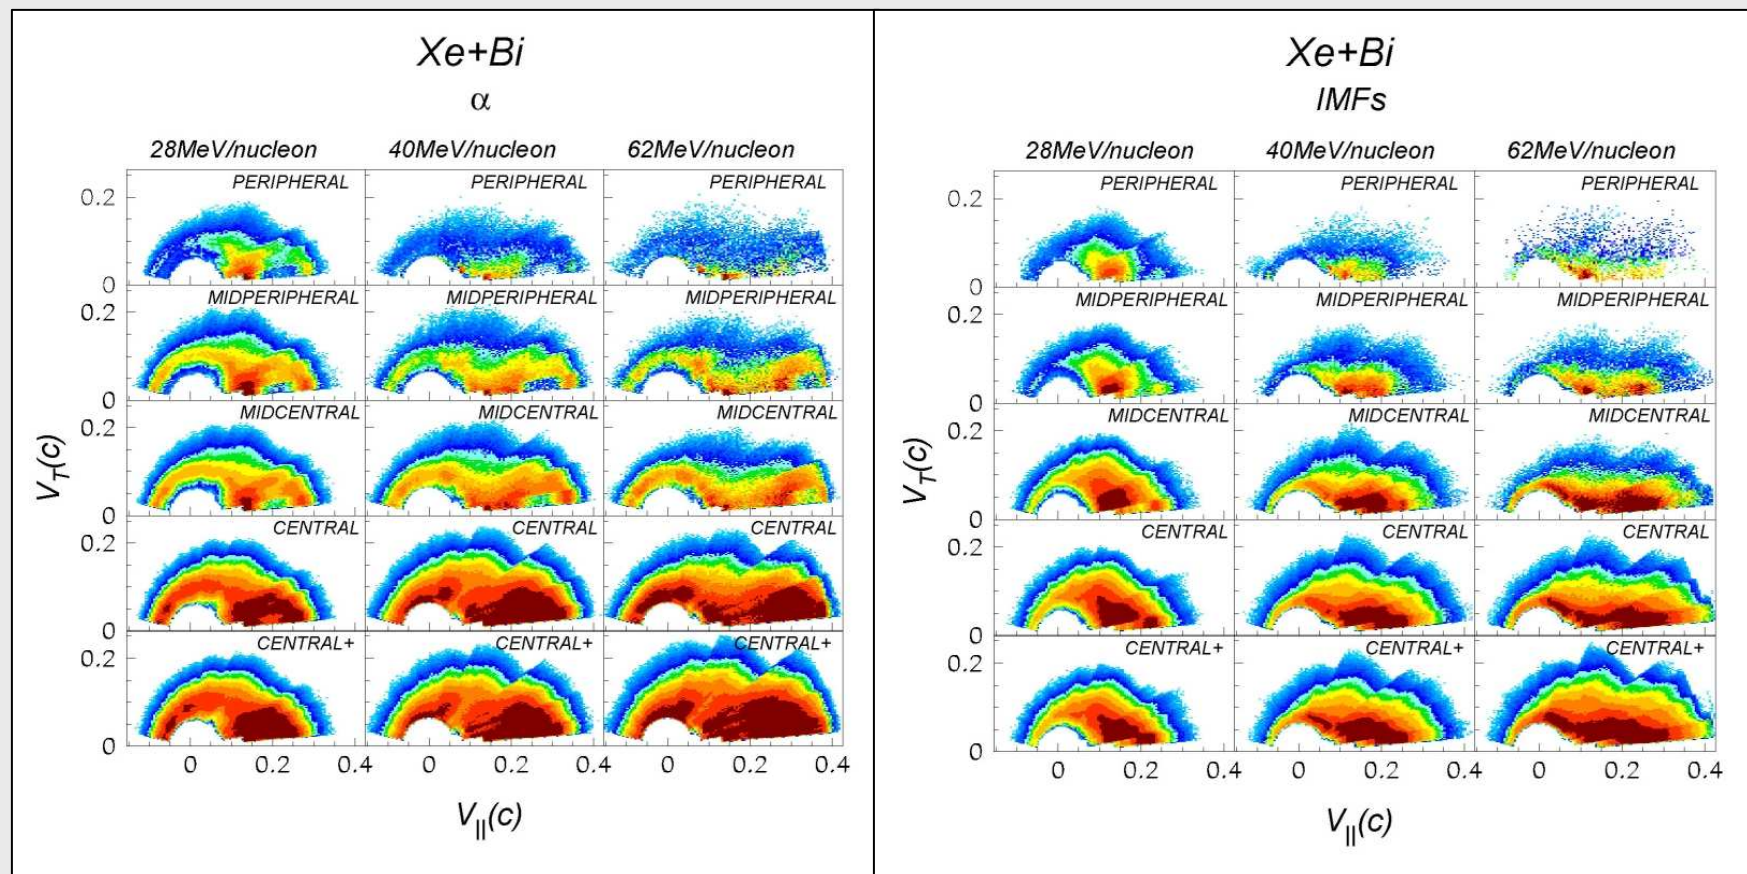 Xe+Bi
α
28MeV/nucleon 40MeV/nucleon 62MeV/nucleon
PERIPHERAL PERIPHERAL PERIPHERAL
0.2
0
MIDPERIPHERAL MIDPERIPHERAL MIDPERIPHERAL
0.2
0
MIDCENTRAL MIDCENTRAL MIDCENTRAL
0.2
0
CENTRAL CENTRAL CENTRAL
0.2
0
CENTRAL+ CENTRAL+ CENTRAL+
0.2
0
0 0.2 0.4 0 0.2 0 0.2 0.4
V_T(c)
V_||(c)
Xe+Bi
IMFs
28MeV/nucleon 40MeV/nucleon 62MeV/nucleon
PERIPHERAL PERIPHERAL PERIPHERAL
0.2
0
MIDPERIPHERAL MIDPERIPHERAL MIDPERIPHERAL
0.2
0
MIDCENTRAL MIDCENTRAL MIDCENTRAL
0.2
0
CENTRAL CENTRAL CENTRAL
0.2
0
CENTRAL+ CENTRAL+ CENTRAL+
0.2
0
0 0.2 0.4 0 0.2 0.4 0 0.2 0.4
V_T(c)
V_||(c)